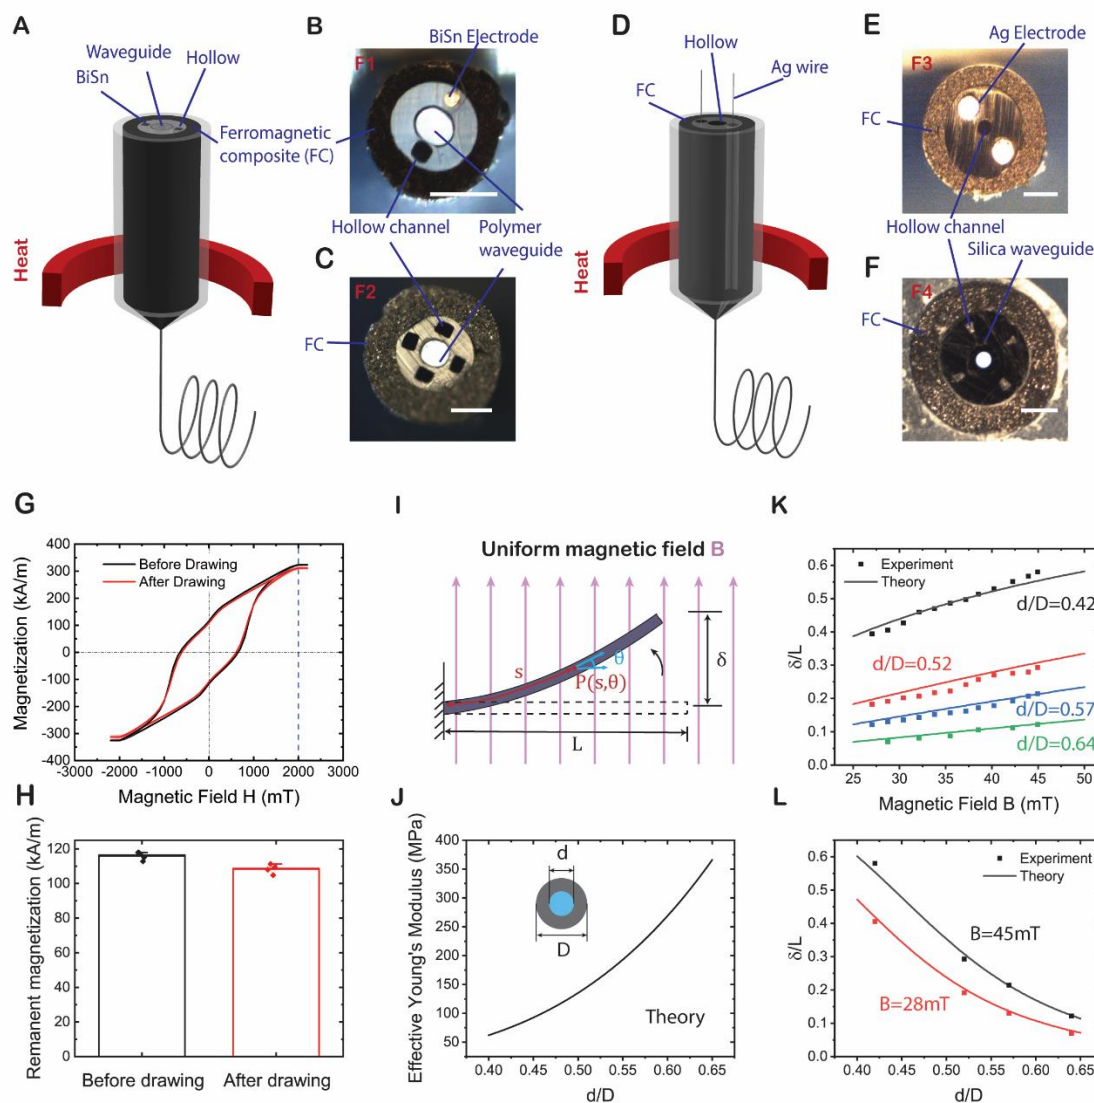 A
Waveguide
BiSn
Hollow
Ferromagnetic
composite (FC)
Heat
B
BiSn Electrode
F1
Hollow channel
Polymer
waveguide
C
F2
FC
D
Hollow
Ag wire
FC
Heat
E
Ag Electrode
F3
FC
Hollow channel
Silica waveguide
F
F4
FC
G
Magnetization (kA/m)
400
300
200
100
0
-100
-200
-300
-400
Before Drawing
After Drawing
-3000 -2000 -1000 0 1000 2000 3000
Magnetic Field H (mT)
H
Remanent magnetization (kA/m)
120
100
80
60
40
20
0
Before drawing After drawing
I
Uniform magnetic field B
s
θ
P(s,θ)
δ
L
J
Effective Young's Modulus (MPa)
400
350
300
250
200
150
100
50
d
D
Theory
0.40 0.45 0.50 0.55 0.60 0.65
d/D
K
δ/L
0.6
0.5
0.4
0.3
0.2
0.1
0.0
Experiment
Theory
d/D=0.42
d/D=0.52
d/D=0.57
d/D=0.64
25 30 35 40 45 50
Magnetic Field B (mT)
L
δ/L
0.6
0.5
0.4
0.3
0.2
0.1
0.0
Experiment
Theory
B=45mT
B=28mT
0.40 0.45 0.50 0.55 0.60 0.65
d/D